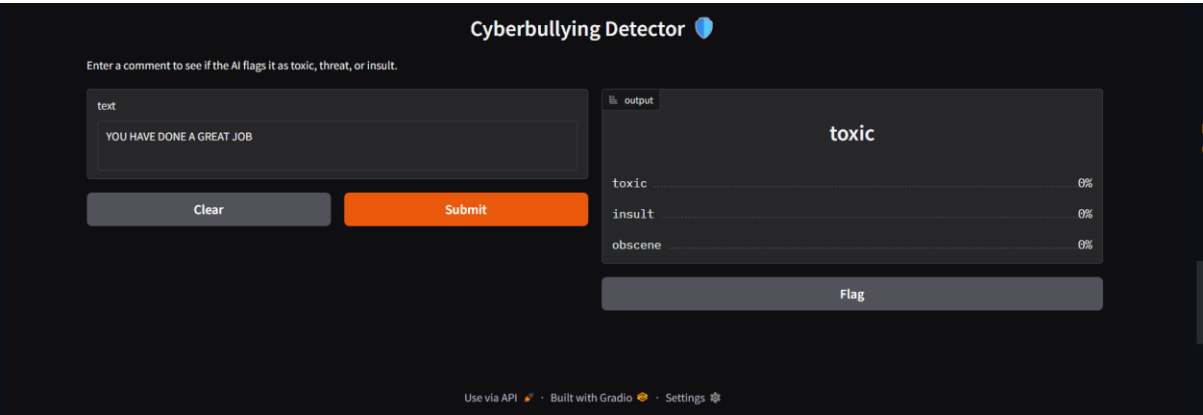 Cyberbullying Detector 🛡️
Enter a comment to see if the AI flags it as toxic, threat, or insult.
text
YOU HAVE DONE A GREAT JOB
Clear
Submit
output
toxic
toxic 0%
insult 0%
obscene 0%
Flag
Use via API 🚀 · Built with Gradio · Settings ⚙️